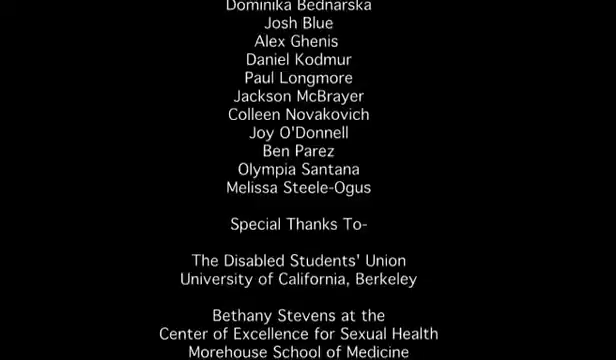 Dominika Bednarska
Josh Blue
Alex Ghenis
Daniel Kodmur
Paul Longmore
Jackson McBrayer
Colleen Novakovich
Joy O'Donnell
Ben Parez
Olympia Santana
Melissa Steele-Ogus
Special Thanks To-
The Disabled Students' Union
University of California, Berkeley
Bethany Stevens at the
Center of Excellence for Sexual Health
Morehouse School of Medicine